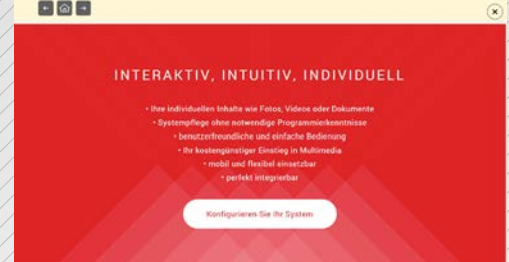 INTERAKTIV, INTUITIV, INDIVIDUELL
• Ihre individuellen Inhalte wie Fotos, Videos oder Dokumente
• Systempflege ohne notwendige Programmierkenntnisse
• benutzerfreundliche und einfache Bedienung
• Ihr kostengünstiger Einstieg in Multimedia
• mobil und flexibel einsetzbar
• perfekt integrierbar
Konfigurieren Sie Ihr System